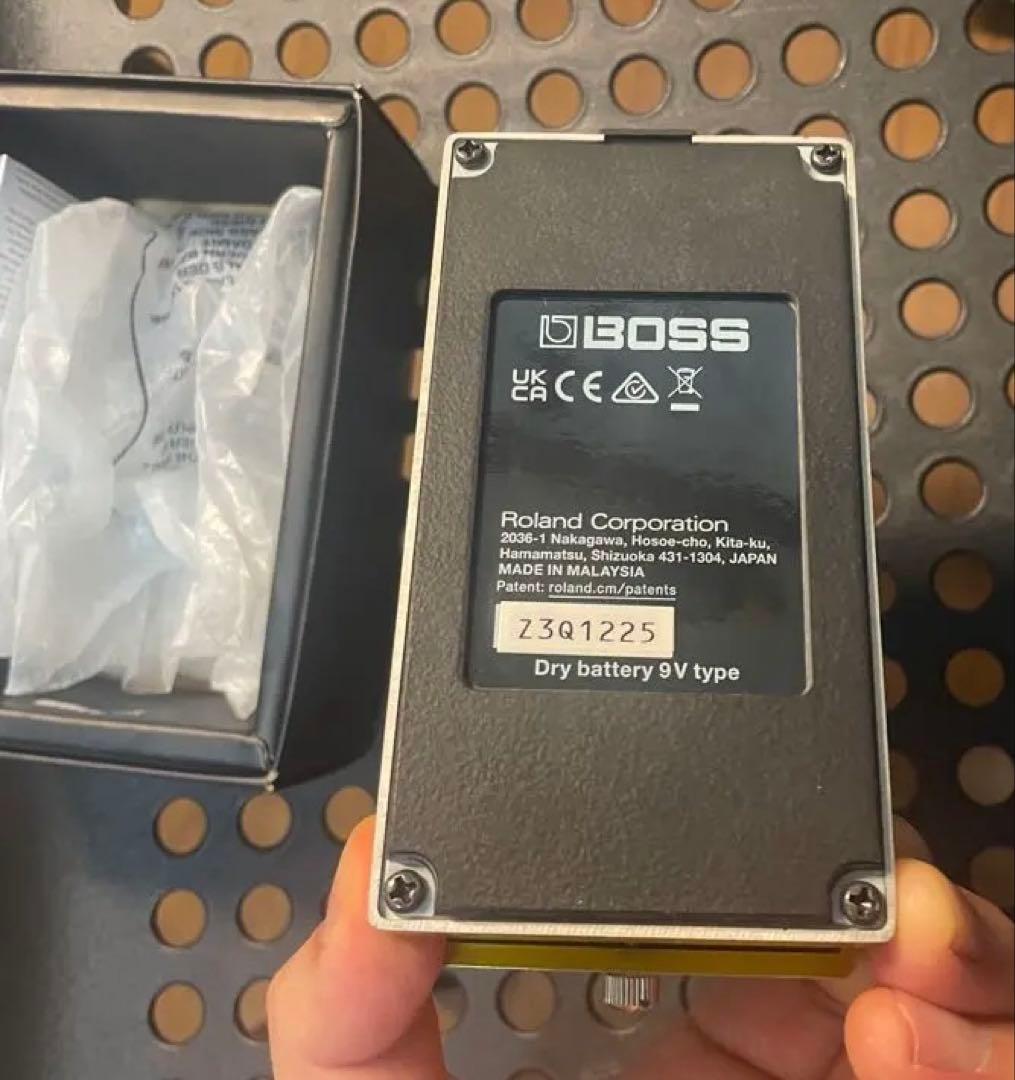 BOSS
UK
CA CE
Roland Corporation
2036-1 Nakagawa, Hosoe-cho, Kita-ku,
Hamamatsu, Shizuoka 431-1304, JAPAN
MADE IN MALAYSIA
Patent: roland.cm/patents
Z3Q1225
Dry battery 9V type